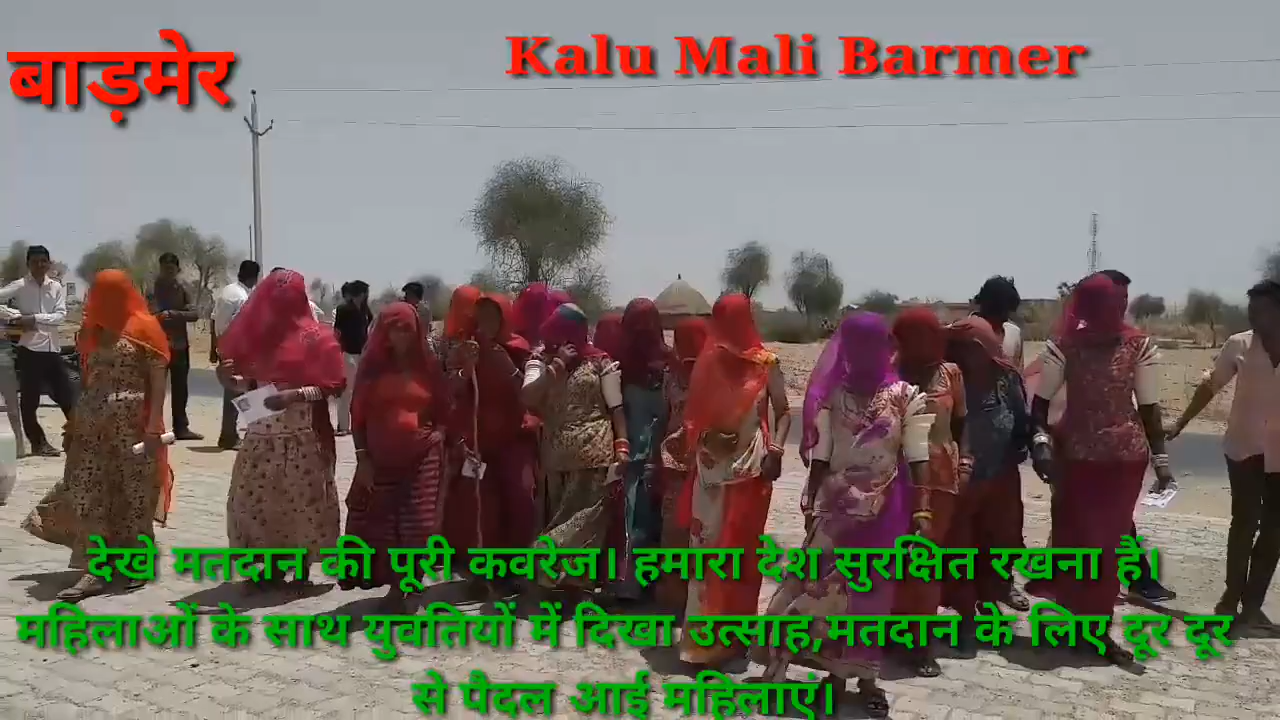 बाड़मेर
Kalu Mali Barmer
देखे मतदान की पूरी कवरेज। हमारा देश सुरक्षित रखना हैं।
महिलाओं के साथ युवतियों में दिखा उत्साह,मतदान के लिए दूर दूर
से पैदल आई महिलाएं।